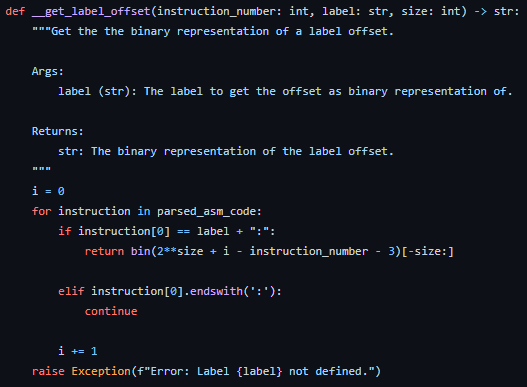 def __get_label_offset(instruction_number: int, label: str, size: int) -> str:
    """Get the the binary representation of a label offset.

    Args:
        label (str): The label to get the offset as binary representation of.

    Returns:
        str: The binary representation of the label offset.
    """
    i = 0
    for instruction in parsed_asm_code:
        if instruction[0] == label + ":":
            return bin(2**size + i - instruction_number - 3)[-size:]

        elif instruction[0].endswith(':'):
            continue

        i += 1
    raise Exception(f"Error: Label {label} not defined.")